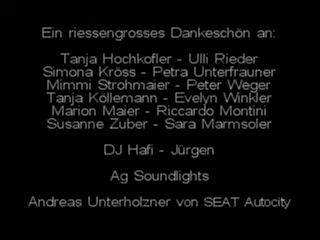 Ein riessengrosses Dankeschön an:
Tanja Hochkofler - Ulli Rieder
Simona Kröss - Petra Unterfrauner
Mimmi Strohmaier - Peter Weger
Tanja Köllemann - Evelyn Winkler
Marion Maier - Riccardo Montini
Susanne Zuber - Sara Marmsoler
DJ Hafi - Jürgen
Ag Soundlights
Andreas Unterholzner von SEAT Autocity